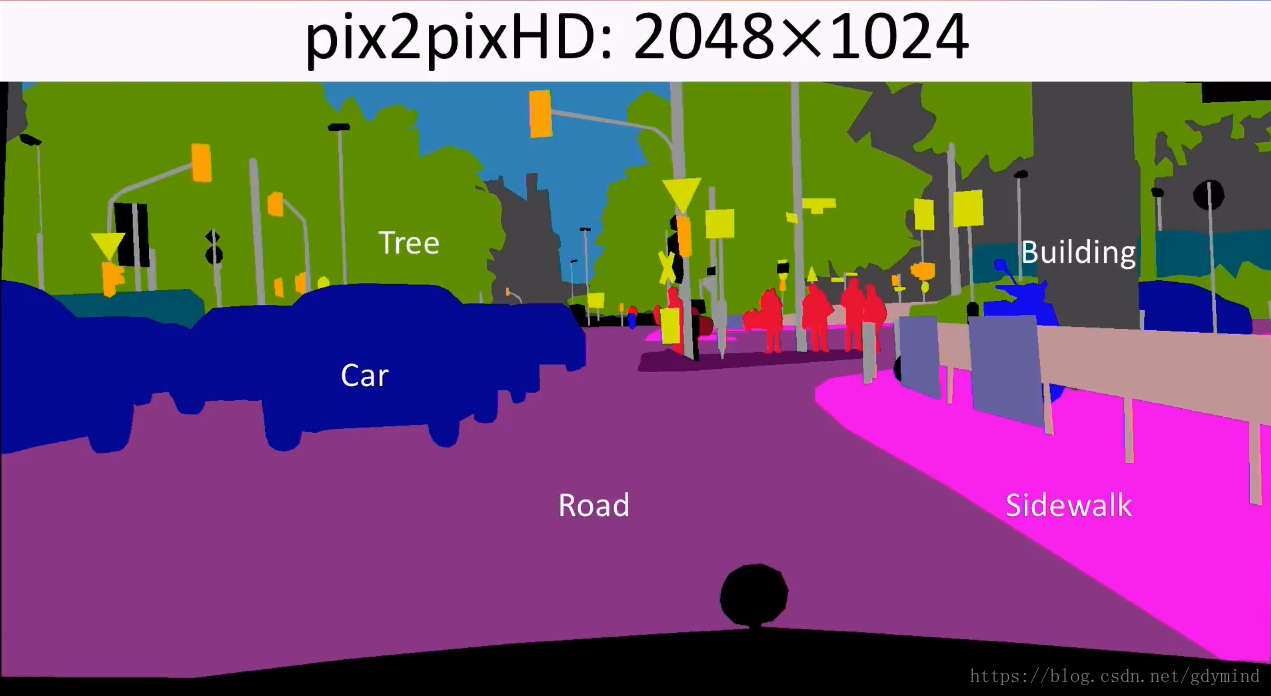 pix2pixHD: 2048×1024
Tree
Building
Car
Road
Sidewalk
https://blog.csdn.net/gdymind